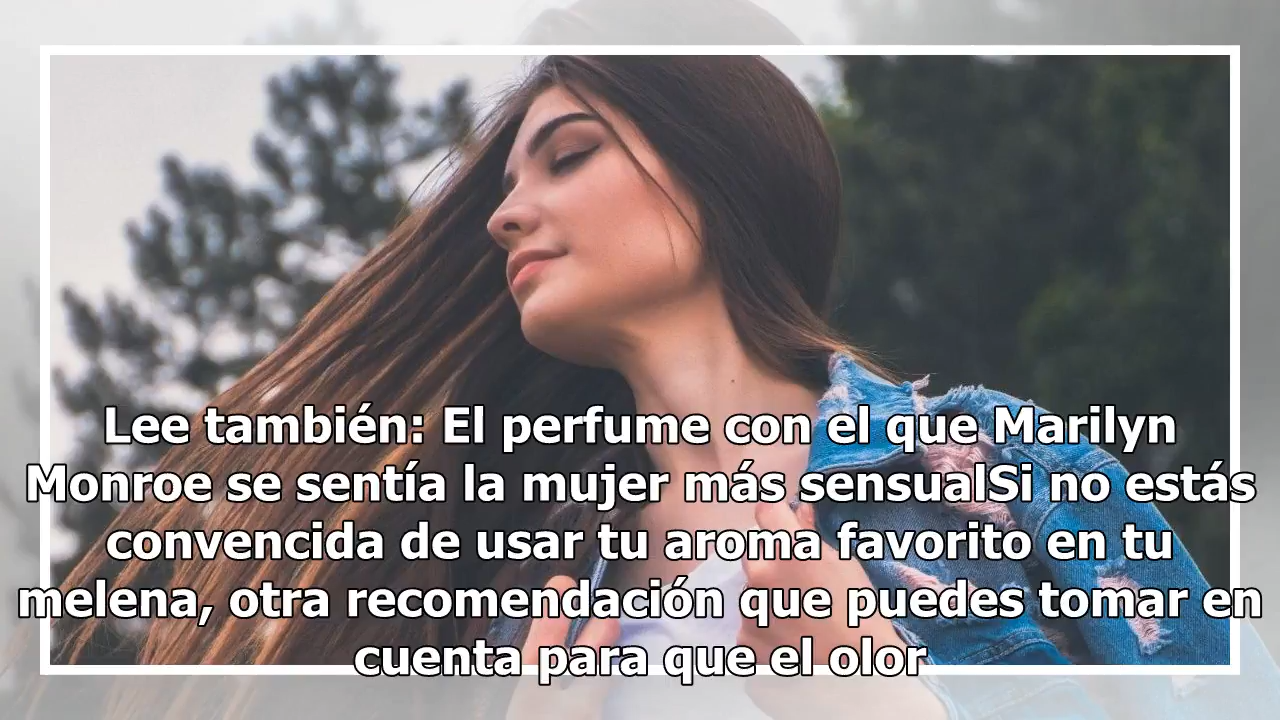 Lee también: El perfume con el que Marilyn
Monroe se sentía la mujer más sensualSi no estás
convencida de usar tu aroma favorito en tu
melena, otra recomendación que puedes tomar en
cuenta para que el olor